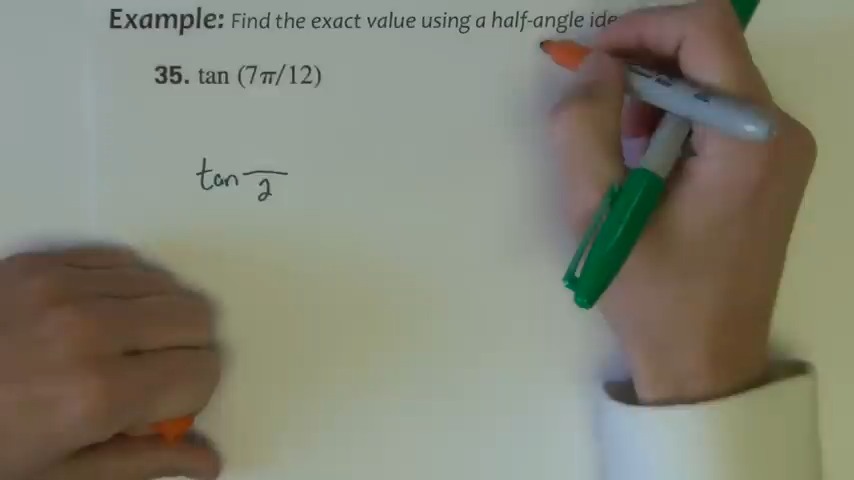 Example: Find the exact value using a half-angle ide
35. tan (7π/12)
tan —/2